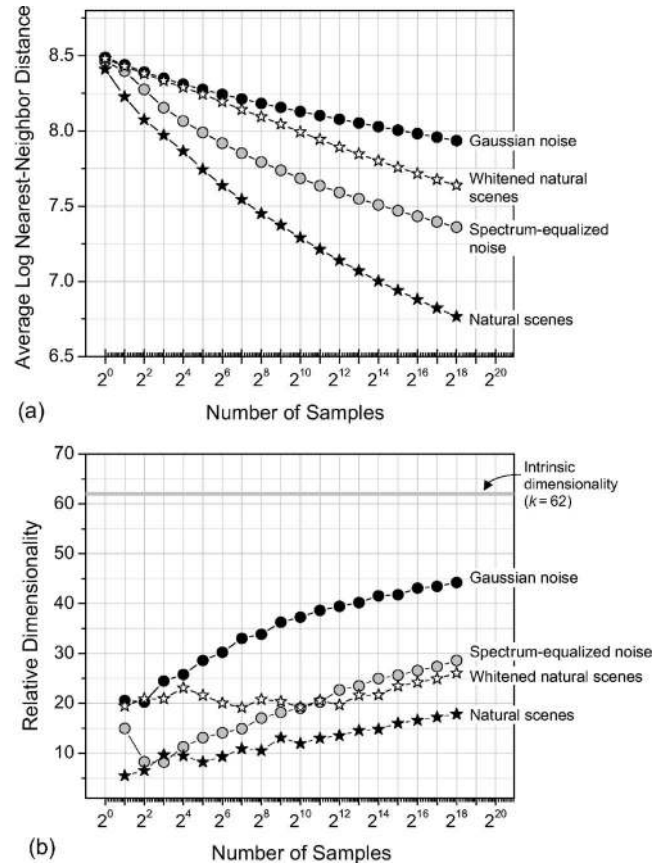 8.5
8.0
7.5
7.0
6.5
Average Log Nearest-Neighbor Distance
Gaussian noise
Whitened natural
scenes
Spectrum-equalized
noise
Natural scenes
2^0 2^2 2^4 2^6 2^8 2^10 2^12 2^14 2^16 2^18 2^20
(a)
Number of Samples
70
60
50
40
30
20
10
Relative Dimensionality
Intrinsic
dimensionality
(k=62)
Gaussian noise
Spectrum-equalized noise
Whitened natural scenes
Natural scenes
2^0 2^2 2^4 2^6 2^8 2^10 2^12 2^14 2^16 2^18 2^20
(b)
Number of Samples